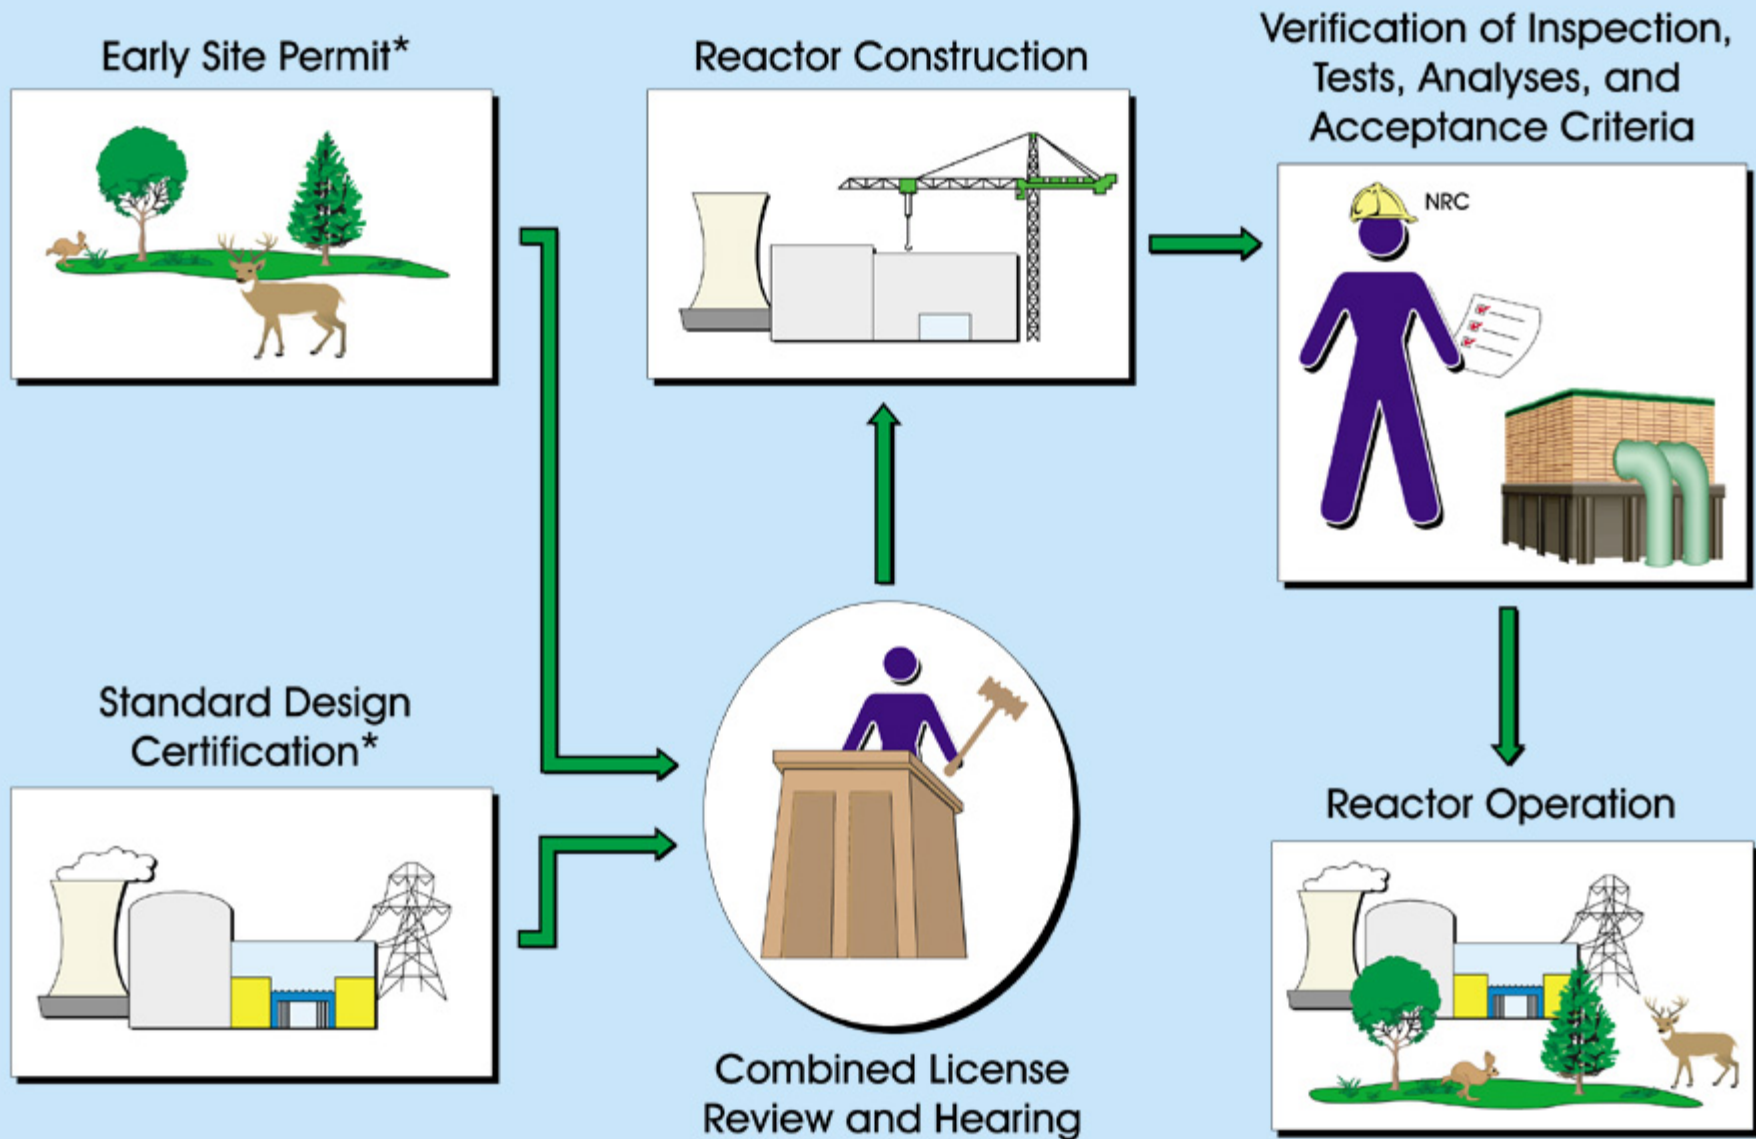 Early Site Permit*
Reactor Construction
Verification of Inspection,
Tests, Analyses, and
Acceptance Criteria
NRC
Standard Design
Certification*
Combined License
Review and Hearing
Reactor Operation